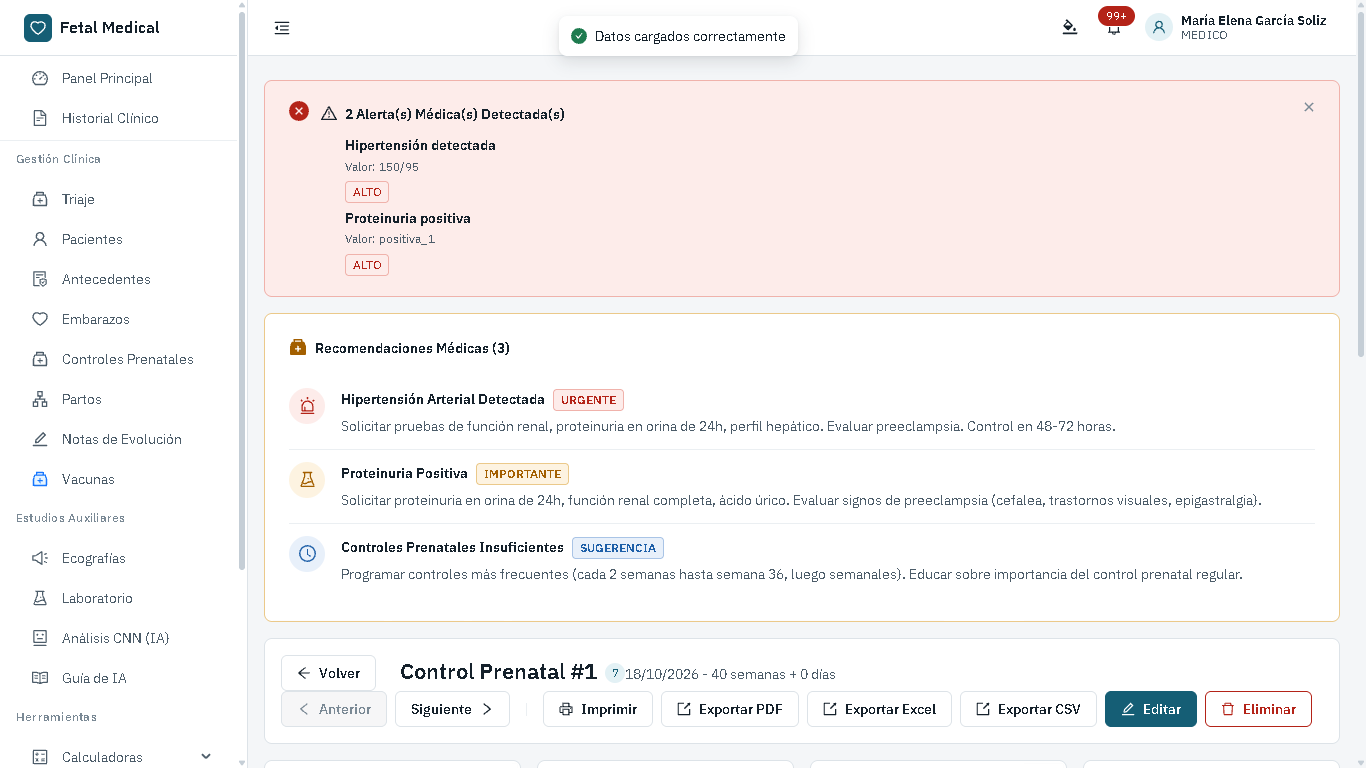 Fetal Medical
Datos cargados correctamente
99+
María Elena García Soliz
MEDICO
Panel Principal
Historial Clínico
Gestión Clínica
Triaje
Pacientes
Antecedentes
Embarazos
Controles Prenatales
Partos
Notas de Evolución
Vacunas
Estudios Auxiliares
Ecografías
Laboratorio
Análisis CNN (IA)
Guía de IA
Herramientas
Calculadoras
2 Alerta(s) Médica(s) Detectada(s)
Hipertensión detectada
Valor: 150/95
ALTO
Proteinuria positiva
Valor: positiva_1
ALTO
Recomendaciones Médicas (3)
Hipertensión Arterial Detectada URGENTE
Solicitar pruebas de función renal, proteinuria en orina de 24h, perfil hepático. Evaluar preeclampsia. Control en 48-72 horas.
Proteinuria Positiva IMPORTANTE
Solicitar proteinuria en orina de 24h, función renal completa, ácido úrico. Evaluar signos de preeclampsia (cefalea, trastornos visuales, epigastralgia).
Controles Prenatales Insuficientes SUGERENCIA
Programar controles más frecuentes (cada 2 semanas hasta semana 36, luego semanales). Educar sobre importancia del control prenatal regular.
Volver
Control Prenatal #1 7 18/10/2026 - 40 semanas + 0 días
Anterior Siguiente Imprimir Exportar PDF Exportar Excel Exportar CSV Editar Eliminar